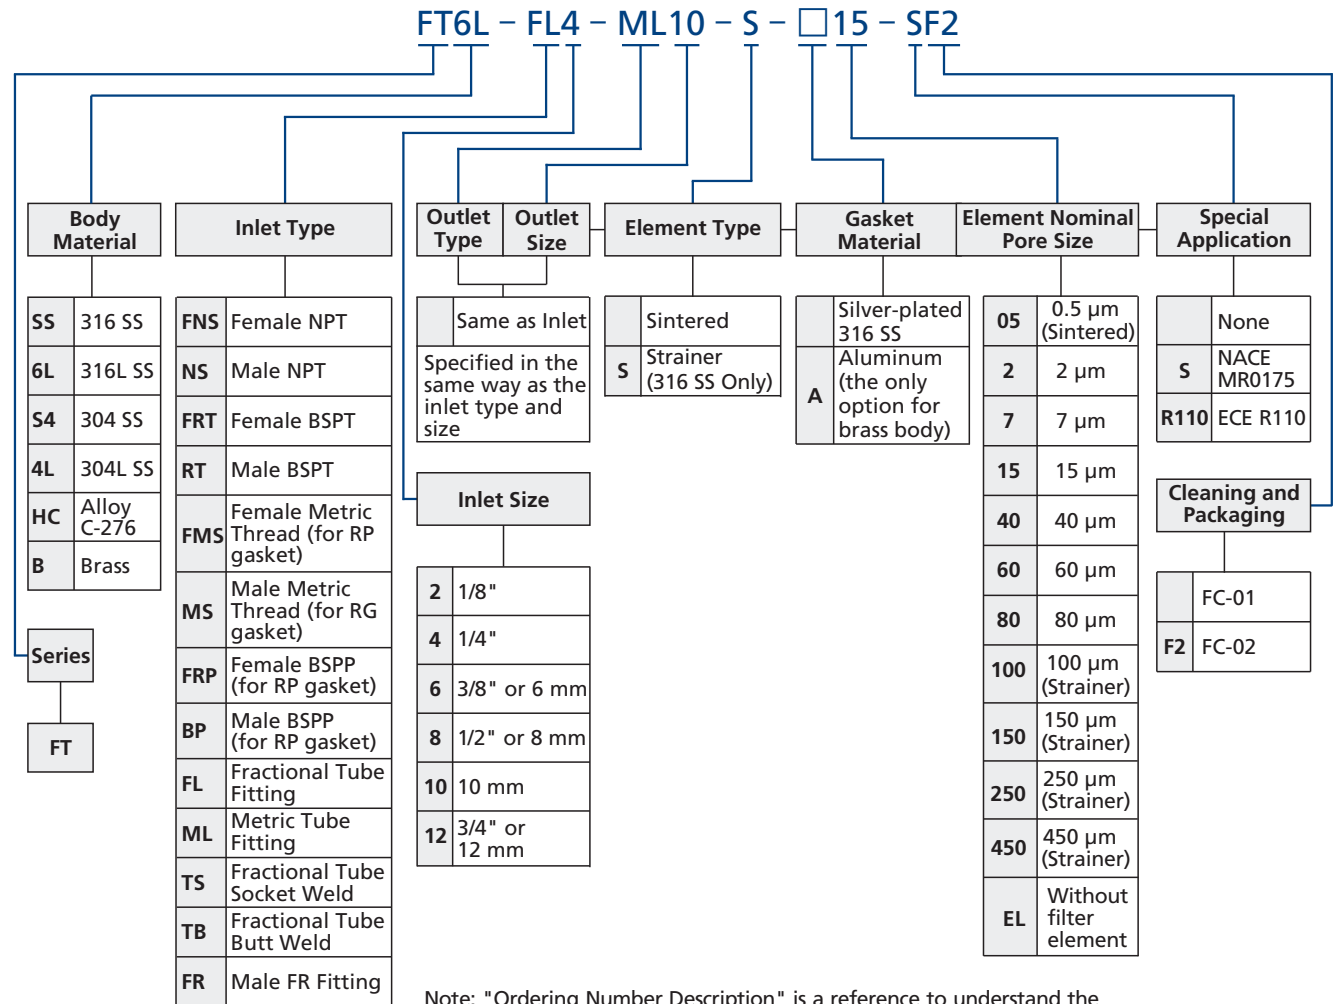 FT6L – FL4 – ML10 – S – □15 – SF2
Body
Material
SS 316 SS
6L 316L SS
S4 304 SS
4L 304L SS
HC Alloy
C-276
B Brass
Series
FT
Inlet Type
FNS Female NPT
NS Male NPT
FRT Female BSPT
RT Male BSPT
FMS Female Metric
Thread (for RP
gasket)
MS Male Metric
Thread (for RG
gasket)
FRP Female BSPP
(for RP gasket)
BP Male BSPP
(for RP gasket)
FL Fractional Tube
Fitting
ML Metric Tube
Fitting
TS Fractional Tube
Socket Weld
TB Fractional Tube
Butt Weld
FR Male FR Fitting
Outlet
Type
Outlet
Size
Same as Inlet
Specified in the
same way as the
inlet type and
size
Inlet Size
2 1/8"
4 1/4"
6 3/8" or 6 mm
8 1/2" or 8 mm
10 10 mm
12 3/4" or
12 mm
Element Type
Sintered
S Strainer
(316 SS Only)
Gasket
Material
Silver-plated
316 SS
A Aluminum
(the only
option for
brass body)
Element Nominal
Pore Size
05 0.5 µm
(Sintered)
2 2 µm
7 7 µm
15 15 µm
40 40 µm
60 60 µm
80 80 µm
100 100 µm
(Strainer)
150 150 µm
(Strainer)
250 250 µm
(Strainer)
450 450 µm
(Strainer)
EL Without
filter
element
Special
Application
None
S NACE
MR0175
R110 ECE R110
Cleaning and
Packaging
FC-01
F2 FC-02
Note: "Ordering Number Description" is a reference to understand the